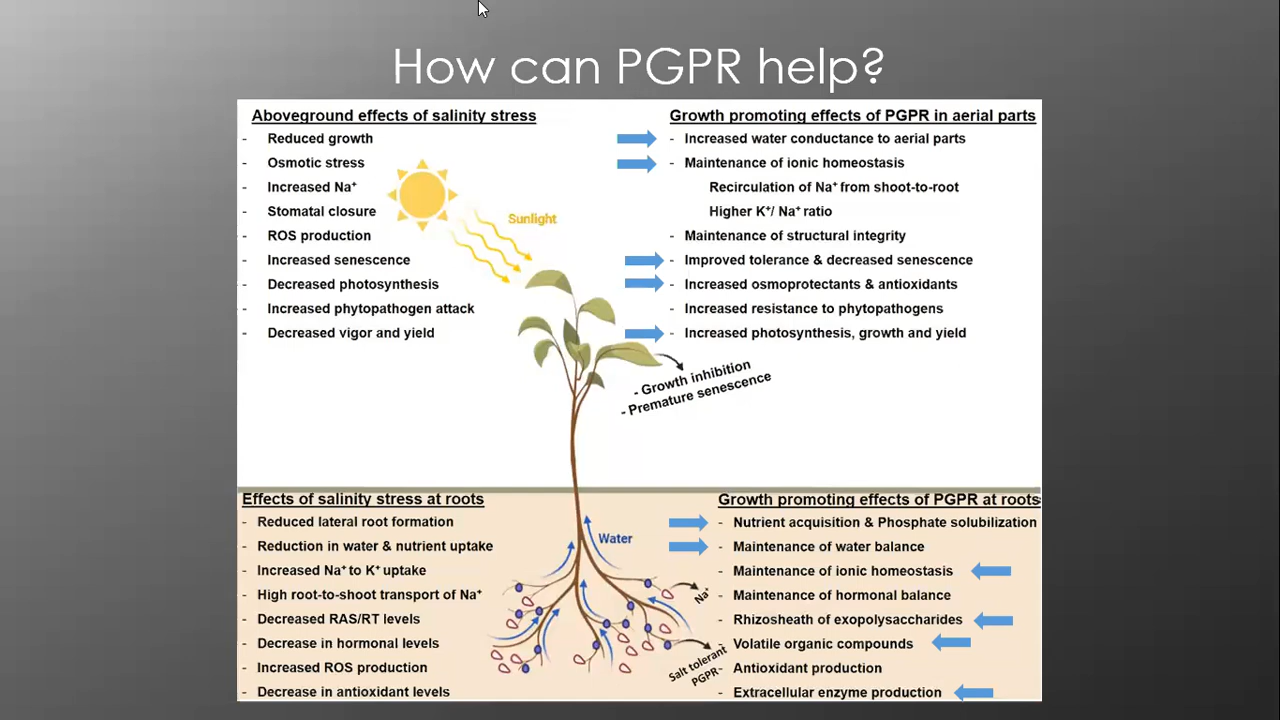 How can PGPR help?
Aboveground effects of salinity stress
- Reduced growth
- Osmotic stress
- Increased Na⁺
- Stomatal closure
- ROS production
- Increased senescence
- Decreased photosynthesis
- Increased phytopathogen attack
- Decreased vigor and yield
Sunlight
Growth promoting effects of PGPR in aerial parts
- Increased water conductance to aerial parts
- Maintenance of ionic homeostasis
Recirculation of Na⁺ from shoot-to-root
Higher K⁺/ Na⁺ ratio
- Maintenance of structural integrity
- Improved tolerance & decreased senescence
- Increased osmoprotectants & antioxidants
- Increased resistance to phytopathogens
- Increased photosynthesis, growth and yield
- Growth inhibition
- Premature senescence
Effects of salinity stress at roots
- Reduced lateral root formation
- Reduction in water & nutrient uptake
- Increased Na⁺ to K⁺ uptake
- High root-to-shoot transport of Na⁺
- Decreased RAS/RT levels
- Decrease in hormonal levels
- Increased ROS production
- Decrease in antioxidant levels
Water
Na⁺
Salt tolerant
PGPR
Growth promoting effects of PGPR at roots
- Nutrient acquisition & Phosphate solubilization
- Maintenance of water balance
- Maintenance of ionic homeostasis
- Maintenance of hormonal balance
- Rhizosheath of exopolysaccharides
- Volatile organic compounds
- Antioxidant production
- Extracellular enzyme production